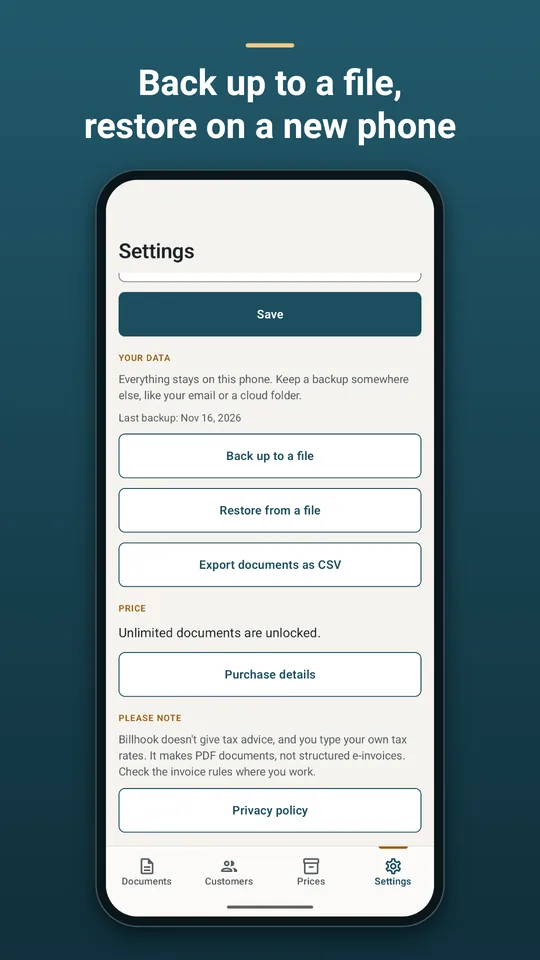 Back up to a file,
restore on a new phone
Settings
Save
YOUR DATA
Everything stays on this phone. Keep a backup somewhere
else, like your email or a cloud folder.
Last backup: Nov 16, 2026
Back up to a file
Restore from a file
Export documents as CSV
PRICE
Unlimited documents are unlocked.
Purchase details
PLEASE NOTE
Billhook doesn't give tax advice, and you type your own tax
rates. It makes PDF documents, not structured e-invoices.
Check the invoice rules where you work.
Privacy policy
Documents
Customers
Prices
Settings